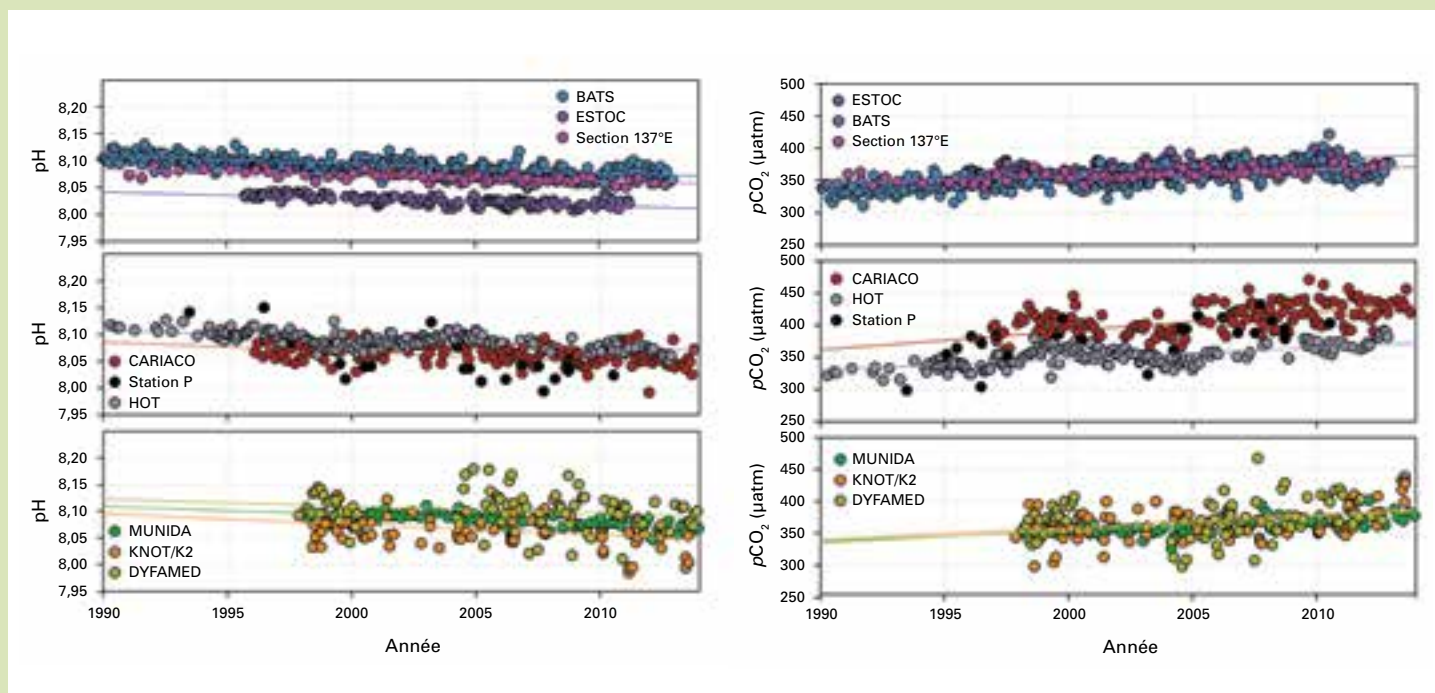 8,20
8,15
8,10
8,05
8,00
7,95
pH
BATS
ESTOC
Section 137°E
8,20
8,15
8,10
8,05
8,00
7,95
pH
CARIACO
Station P
HOT
8,20
8,15
8,10
8,05
8,00
7,95
pH
MUNIDA
KNOT/K2
DYFAMED
1990 1995 2000 2005 2010
Année
500
450
400
350
300
250
pCO₂ (µatm)
ESTOC
BATS
Section 137°E
500
450
400
350
300
250
pCO₂ (µatm)
CARIACO
HOT
Station P
500
450
400
350
300
250
pCO₂ (µatm)
MUNIDA
KNOT/K2
DYFAMED
1990 1995 2000 2005 2010
Année